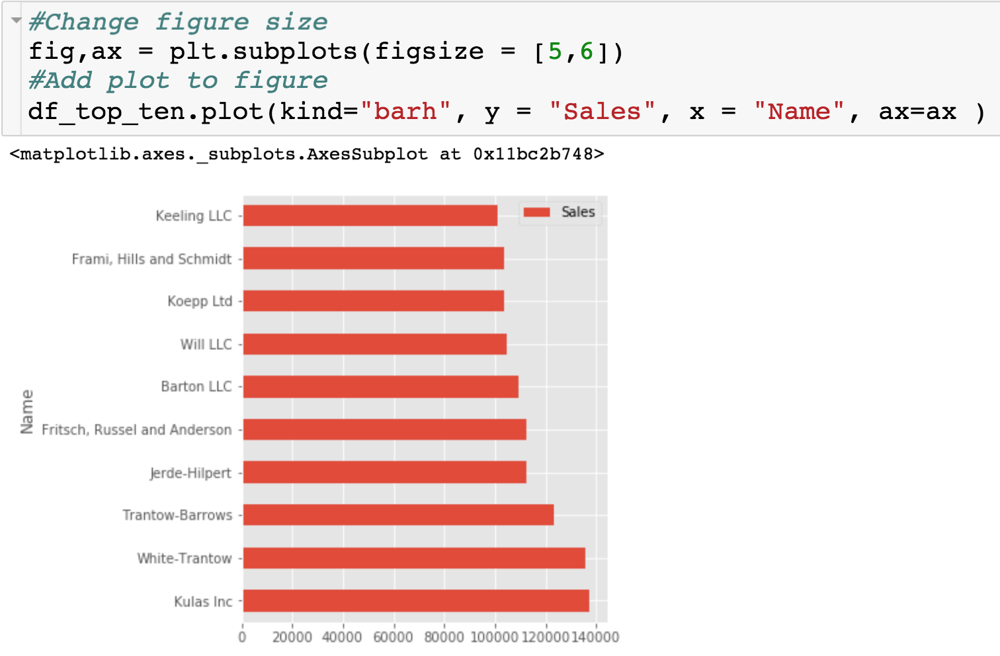 #Change figure size
fig,ax = plt.subplots(figsize = [5,6])
#Add plot to figure
df_top_ten.plot(kind="barh", y = "Sales", x = "Name", ax=ax )
<matplotlib.axes._subplots.AxesSubplot at 0x11bc2b748>
Sales
Keeling LLC
Frami, Hills and Schmidt
Koepp Ltd
Will LLC
Barton LLC
Name
Fritsch, Russel and Anderson
Jerde-Hilpert
Trantow-Barrows
White-Trantow
Kulas Inc
0 20000 40000 60000 80000 100000 120000 140000